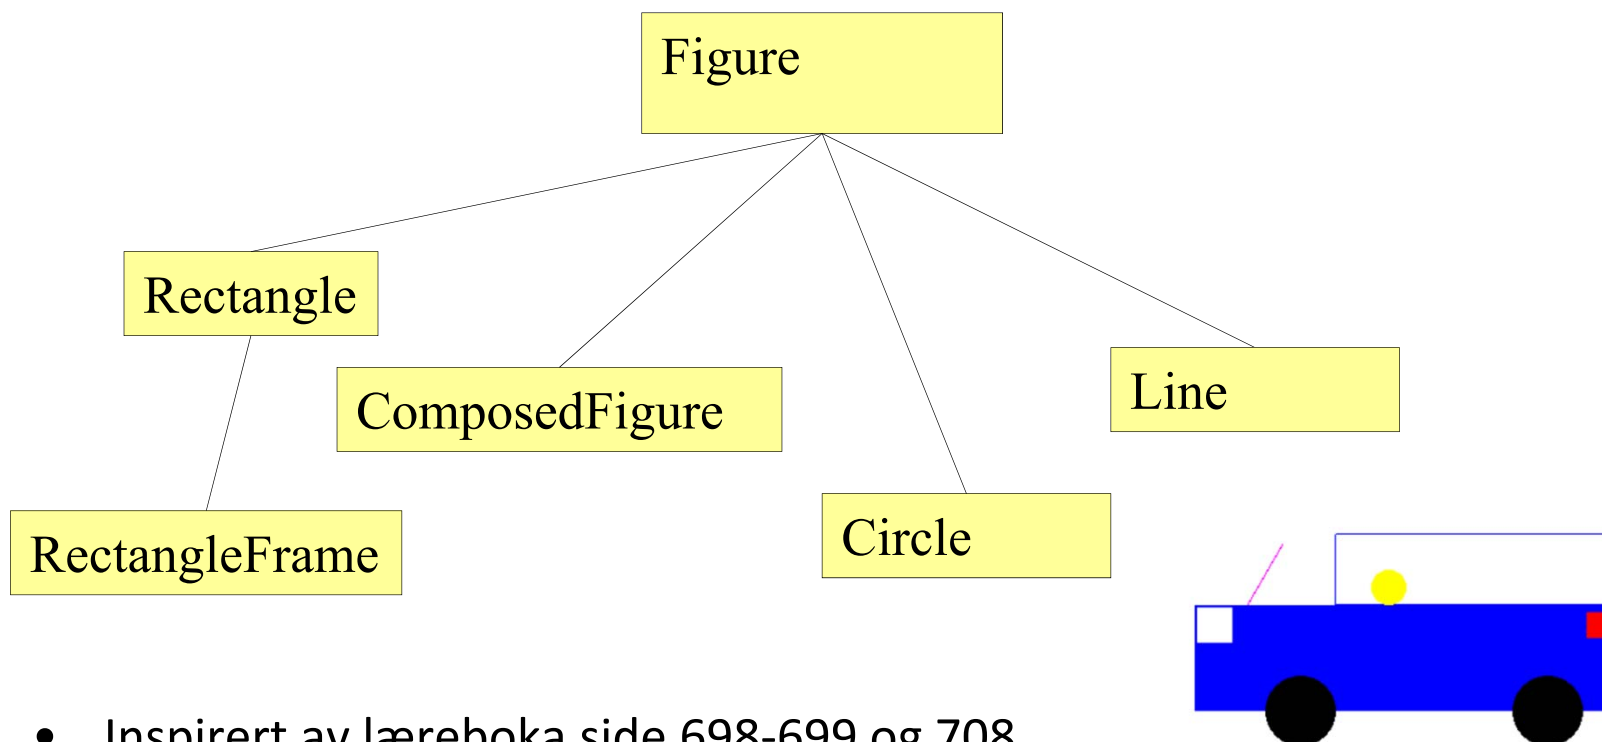 Figure
Rectangle
ComposedFigure
Line
Circle
RectangleFrame
• Inspirert av læreboka side 698-699 og 708